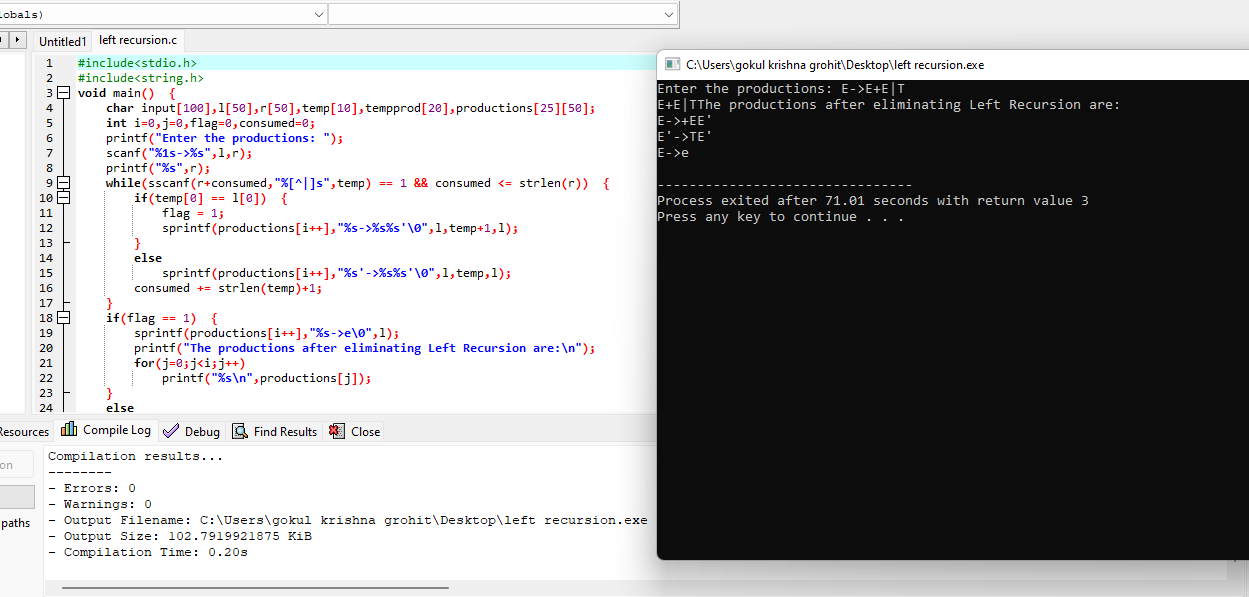 lobals)
Untitled1 left recursion.c
1 #include<stdio.h>
2 #include<string.h>
3 void main() {
4 char input[100],l[50],r[50],temp[10],tempprod[20],productions[25][50];
5 int i=0,j=0,flag=0,consumed=0;
6 printf("Enter the productions: ");
7 scanf("%1s->%s",l,r);
8 printf("%s",r);
9 while(sscanf(r+consumed,"%[^|]s",temp) == 1 && consumed <= strlen(r)) {
10 if(temp[0] == l[0]) {
11 flag = 1;
12 sprintf(productions[i++],"%s->%s%s'\0",l,temp+1,l);
13 }
14 else
15 sprintf(productions[i++],"%s'->%s%s'\0",l,temp,l);
16 consumed += strlen(temp)+1;
17 }
18 if(flag == 1) {
19 sprintf(productions[i++],"%s->e\0",l);
20 printf("The productions after eliminating Left Recursion are:\n");
21 for(j=0;j<i;j++)
22 printf("%s\n",productions[j]);
23 }
24 else
Resources Compile Log Debug Find Results Close
on
paths
Compilation results...
--------
- Errors: 0
- Warnings: 0
- Output Filename: C:\Users\gokul krishna grohit\Desktop\left recursion.exe
- Output Size: 102.7919921875 KiB
- Compilation Time: 0.20s
C:\Users\gokul krishna grohit\Desktop\left recursion.exe
Enter the productions: E->E+E|T
E+E|TThe productions after eliminating Left Recursion are:
E->+EE'
E'->TE'
E->e
--------------------------------
Process exited after 71.01 seconds with return value 3
Press any key to continue . . .